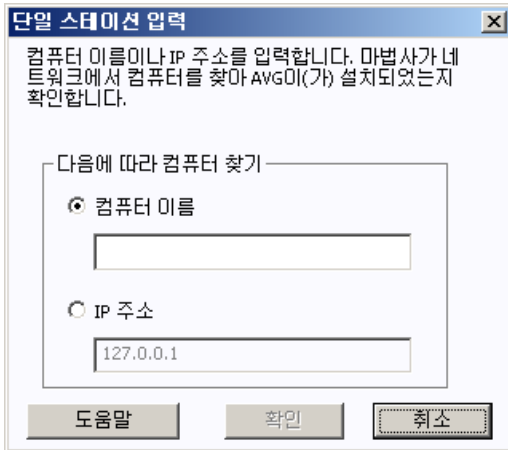 단일 스테이션 입력
컴퓨터 이름이나 IP 주소를 입력합니다. 마법사가 네
트워크에서 컴퓨터를 찾아 AVG이(가) 설치되었는지
확인합니다.
다음에 따라 컴퓨터 찾기
컴퓨터 이름
IP 주소
127.0.0.1
도움말 확인 취소